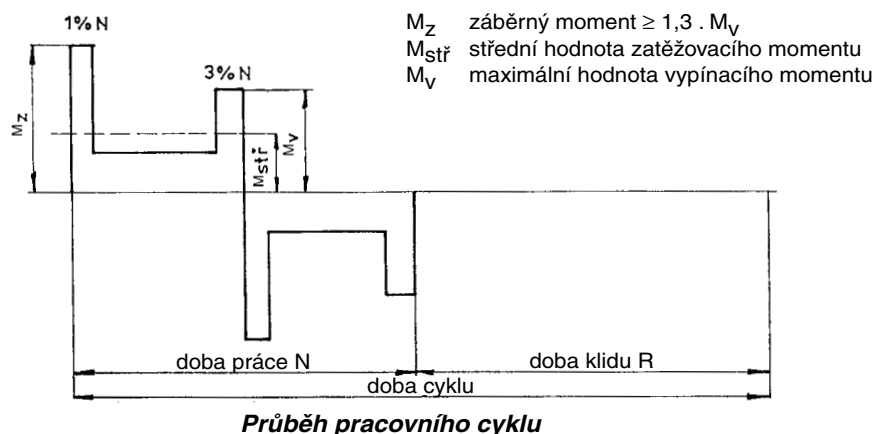 1% N
3% N
M_Z záběrný moment ≥ 1,3 . M_V
M_stř střední hodnota zatěžovacího momentu
M_V maximální hodnota vypínacího momentu
M_Z
M_stř
M_V
doba práce N
doba klidu R
doba cyklu
Průběh pracovního cyklu